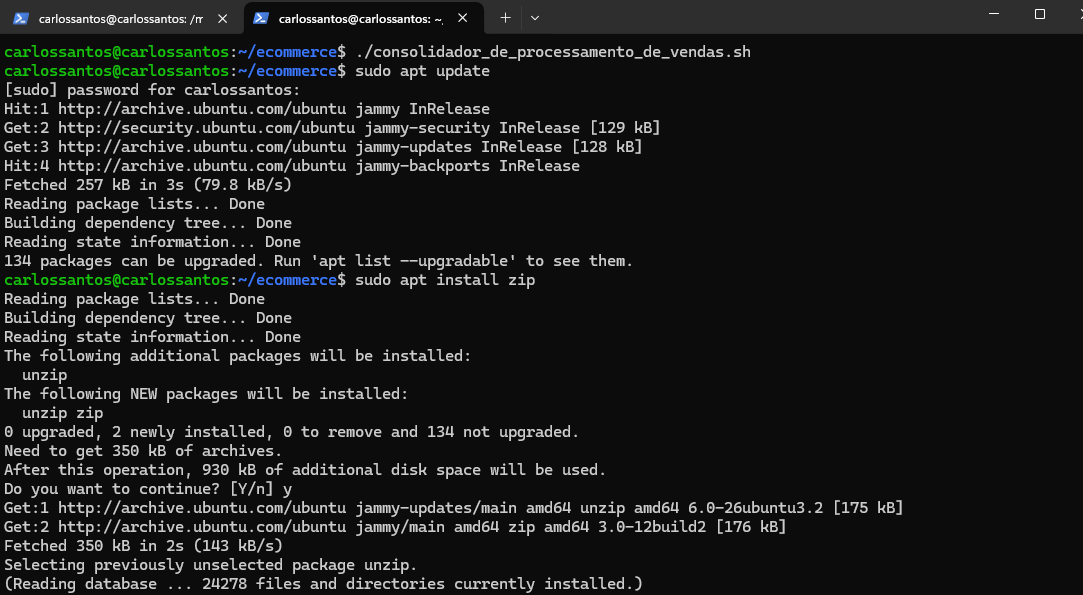 carlossantos@carlossantos: /m
carlossantos@carlossantos: ~
carlossantos@carlossantos:~/ecommerce$ ./consolidador_de_processamento_de_vendas.sh
carlossantos@carlossantos:~/ecommerce$ sudo apt update
[sudo] password for carlossantos:
Hit:1 http://archive.ubuntu.com/ubuntu jammy InRelease
Get:2 http://security.ubuntu.com/ubuntu jammy-security InRelease [129 kB]
Get:3 http://archive.ubuntu.com/ubuntu jammy-updates InRelease [128 kB]
Hit:4 http://archive.ubuntu.com/ubuntu jammy-backports InRelease
Fetched 257 kB in 3s (79.8 kB/s)
Reading package lists... Done
Building dependency tree... Done
Reading state information... Done
134 packages can be upgraded. Run 'apt list --upgradable' to see them.
carlossantos@carlossantos:~/ecommerce$ sudo apt install zip
Reading package lists... Done
Building dependency tree... Done
Reading state information... Done
The following additional packages will be installed:
  unzip
The following NEW packages will be installed:
  unzip zip
0 upgraded, 2 newly installed, 0 to remove and 134 not upgraded.
Need to get 350 kB of archives.
After this operation, 930 kB of additional disk space will be used.
Do you want to continue? [Y/n] y
Get:1 http://archive.ubuntu.com/ubuntu jammy-updates/main amd64 unzip amd64 6.0-26ubuntu3.2 [175 kB]
Get:2 http://archive.ubuntu.com/ubuntu jammy/main amd64 zip amd64 3.0-12build2 [176 kB]
Fetched 350 kB in 2s (143 kB/s)
Selecting previously unselected package unzip.
(Reading database ... 24278 files and directories currently installed.)